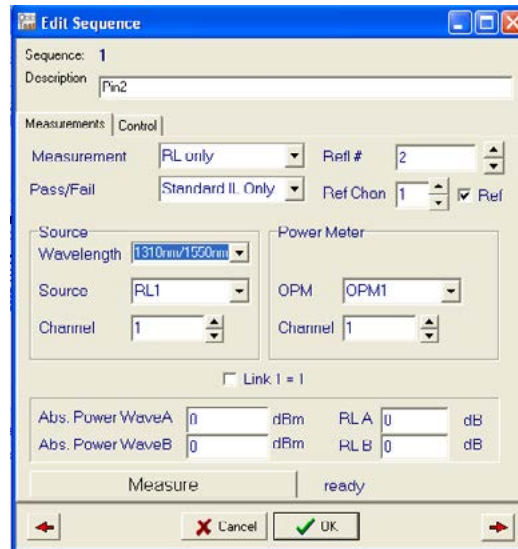 Edit Sequence
Sequence: 1
Description Pin2
Measurements Control
Measurement RL only Refl # 2
Pass/Fail Standard IL Only Ref Chan 1 Ref
Source Power Meter
Wavelength 1310nm/1550nm
Source RL1 OPM OPM1
Channel 1 Channel 1
Link 1 = 1
Abs. Power WaveA 0 dBm RL A 0 dB
Abs. Power WaveB 0 dBm RL B 0 dB
Measure ready
Cancel OK